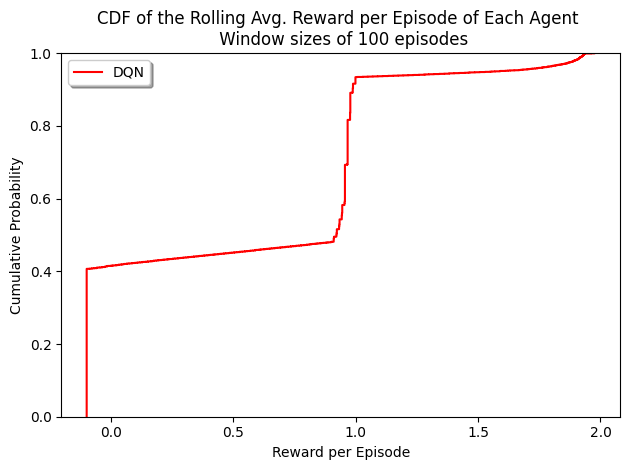 CDF of the Rolling Avg. Reward per Episode of Each Agent
Window sizes of 100 episodes
DQN
Cumulative Probability
1.0
0.8
0.6
0.4
0.2
0.0
0.0 0.5 1.0 1.5 2.0
Reward per Episode